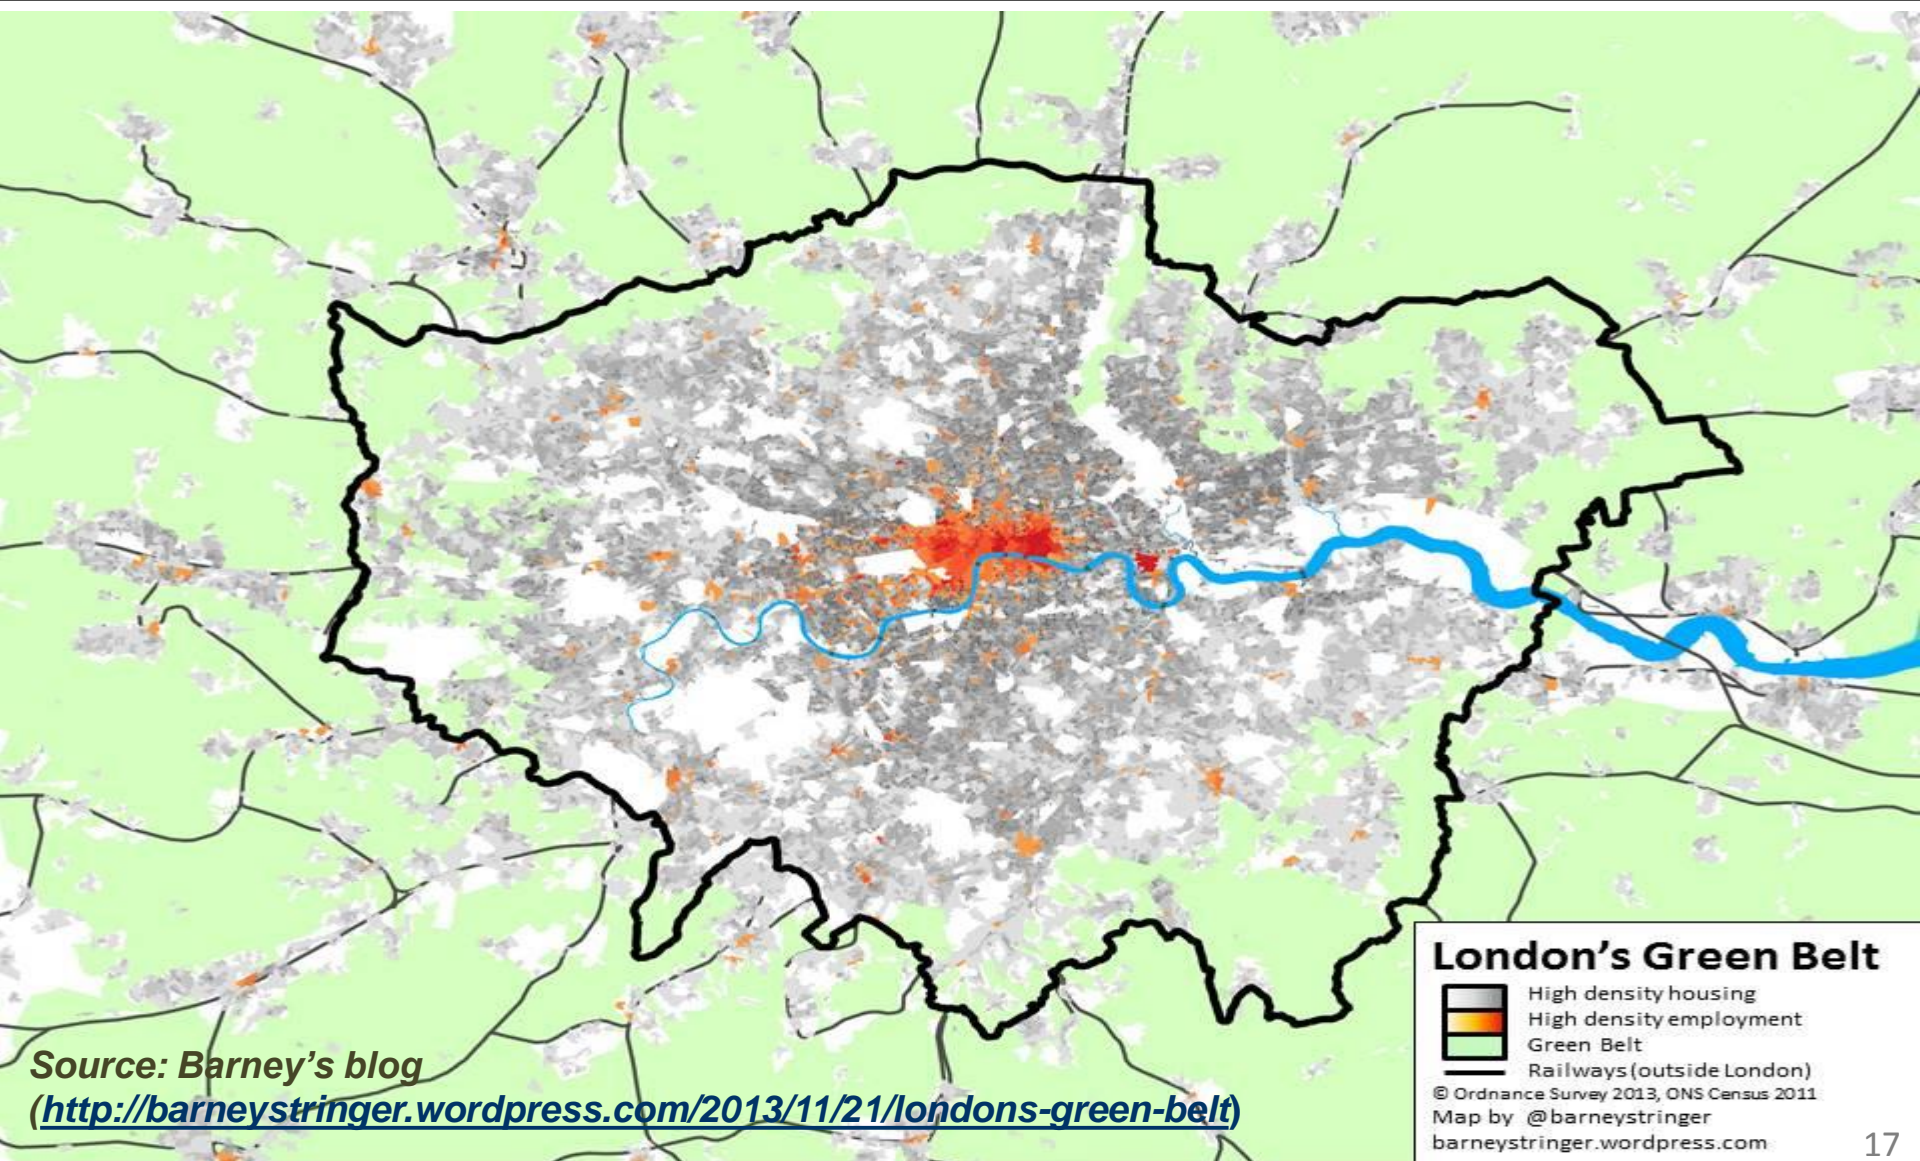 Source: Barney’s blog
(http://barneystringer.wordpress.com/2013/11/21/londons-green-belt)
London’s Green Belt
High density housing
High density employment
Green Belt
Railways (outside London)
© Ordnance Survey 2013, ONS Census 2011
Map by @barneystringer
barneystringer.wordpress.com
17